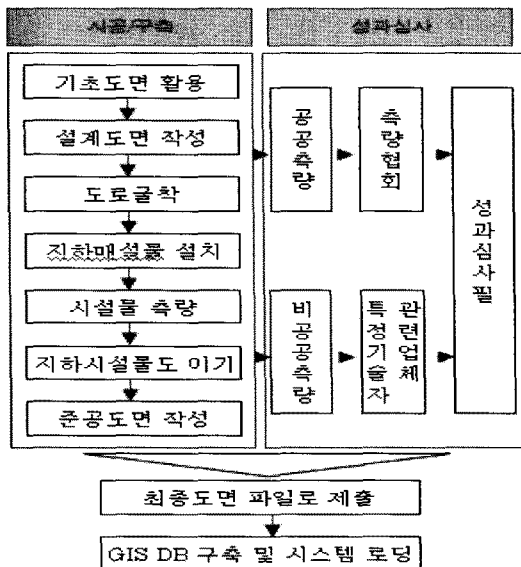 시공/구축
성과심사
기초도면 활용
설계도면 작성
도로굴착
지하매설물 설치
시설물 측량
지하시설물도 이기
준공도면 작성
공공측량
측량협회
비공공측량
특정기술자
관련업체
성과심사필
최종도면 파일로 제출
GIS DB 구축 및 시스템 로딩